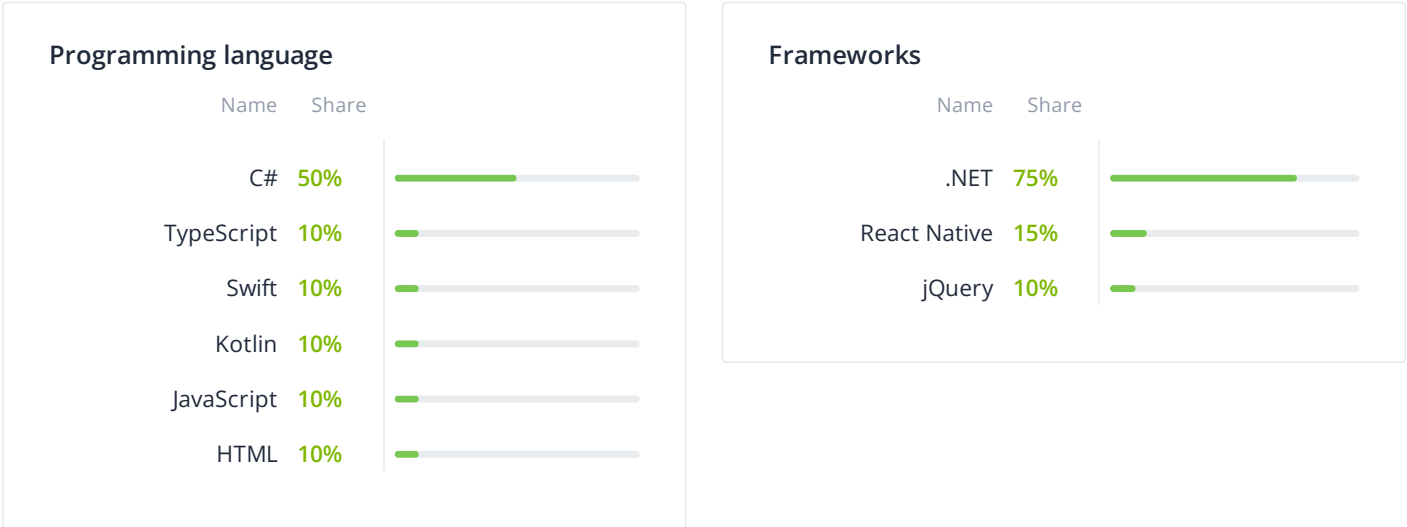 Programming language
Name Share
C# 50%
TypeScript 10%
Swift 10%
Kotlin 10%
JavaScript 10%
HTML 10%
Frameworks
Name Share
.NET 75%
React Native 15%
jQuery 10%